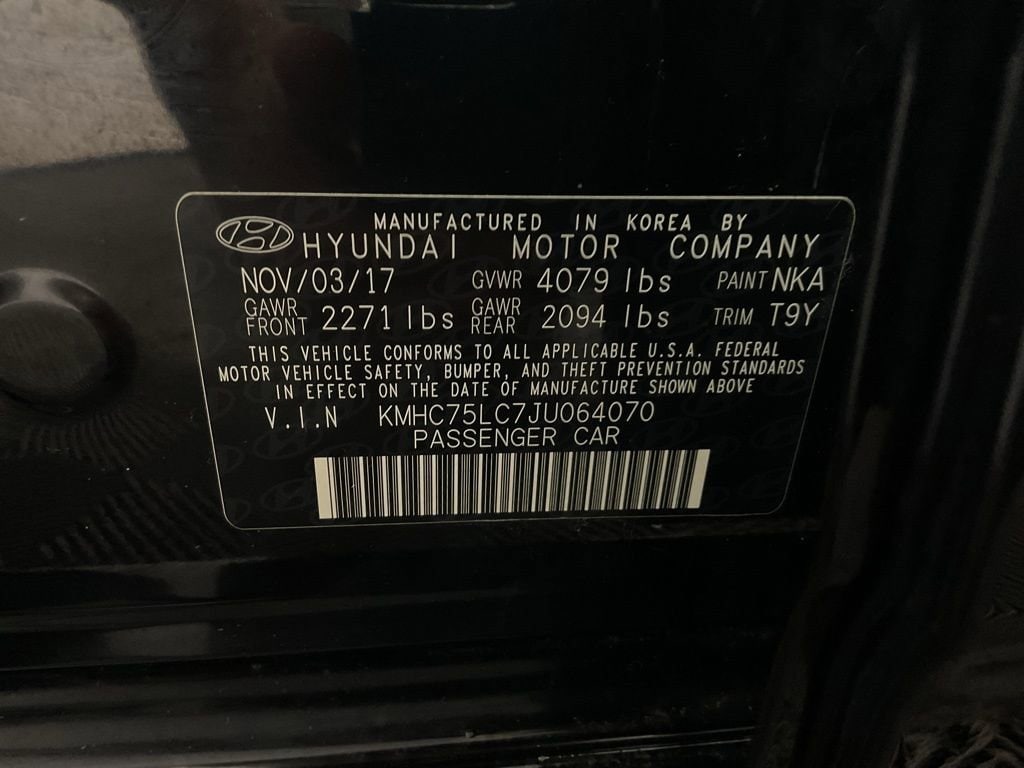 MANUFACTURED IN KOREA BY
HYUNDAI MOTOR COMPANY
NOV/03/17 GVWR 4079 lbs PAINT NKA
GAWR FRONT 2271 lbs GAWR REAR 2094 lbs TRIM T9Y
THIS VEHICLE CONFORMS TO ALL APPLICABLE U.S.A. FEDERAL
MOTOR VEHICLE SAFETY, BUMPER, AND THEFT PREVENTION STANDARDS
IN EFFECT ON THE DATE OF MANUFACTURE SHOWN ABOVE
V.I.N KMHC75LC7JU064070
PASSENGER CAR